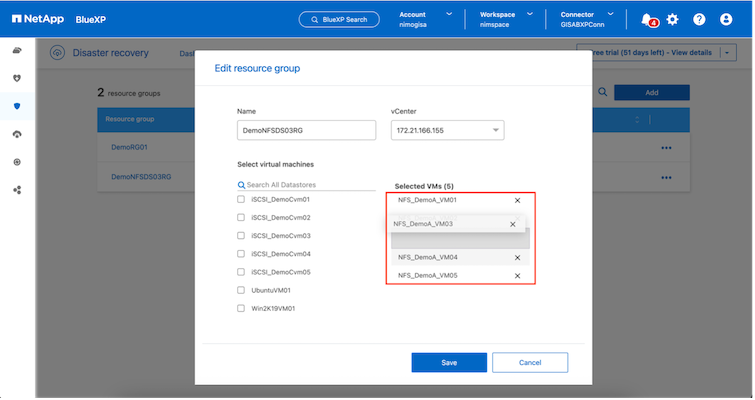 NetApp BlueXP
BlueXP Search
Account
nimogisa
Workspace
nimspace
Connector
GISABXPConn
4
Disaster recovery
Free trial (51 days left) - View details
2 resource groups
Add
Resource group
DemoRG01
DemoNFSDS03RG
Edit resource group
Name
vCenter
DemoNFSDS03RG
172.21.166.155
Select virtual machines
Search All Datastores
Selected VMs (5)
iSCSI_DemoCvm01
NFS_DemoA_VM01
iSCSI_DemoCvm02
NFS_DemoA_VM03
iSCSI_DemoCvm03
iSCSI_DemoCvm04
NFS_DemoA_VM04
iSCSI_DemoCvm05
NFS_DemoA_VM05
UbuntuVM01
Win2K19VM01
Save
Cancel